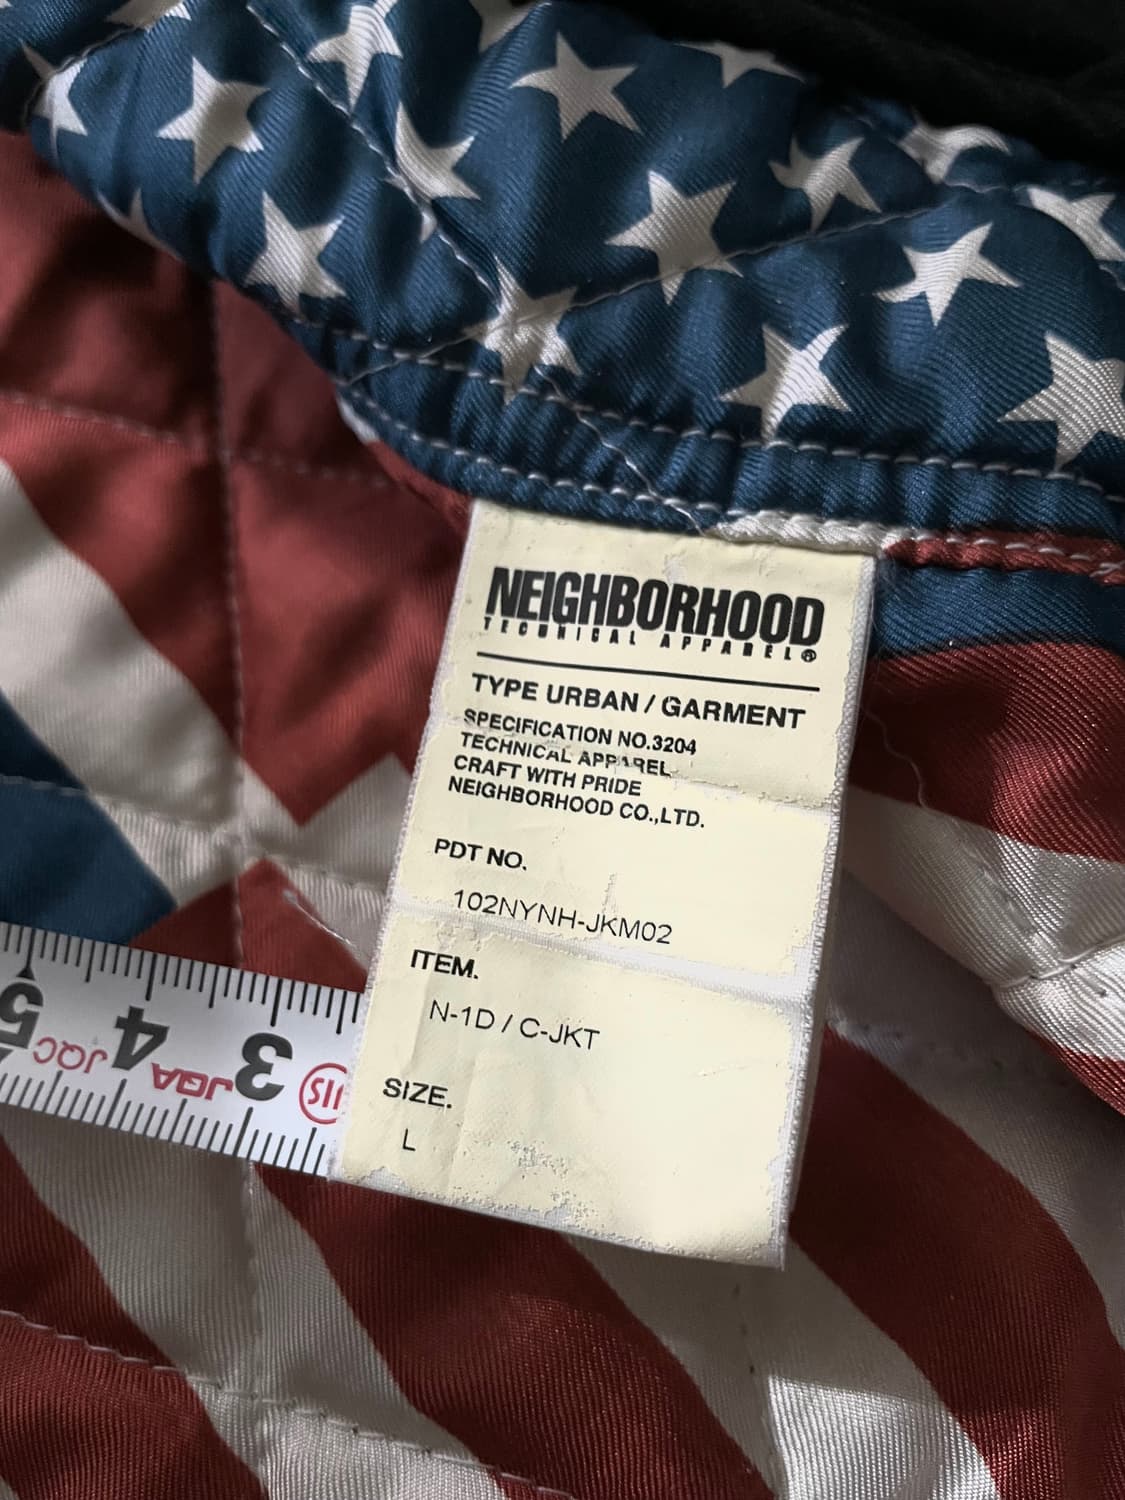 NEIGHBORHOOD
TECHNICAL APPAREL®
TYPE URBAN / GARMENT
SPECIFICATION NO.3204
TECHNICAL APPAREL
CRAFT WITH PRIDE
NEIGHBORHOOD CO.,LTD.
PDT NO.
102NYNH-JKM02
ITEM.
N-1D / C-JKT
SIZE.
L
5 4 3
JQC JQA JIS